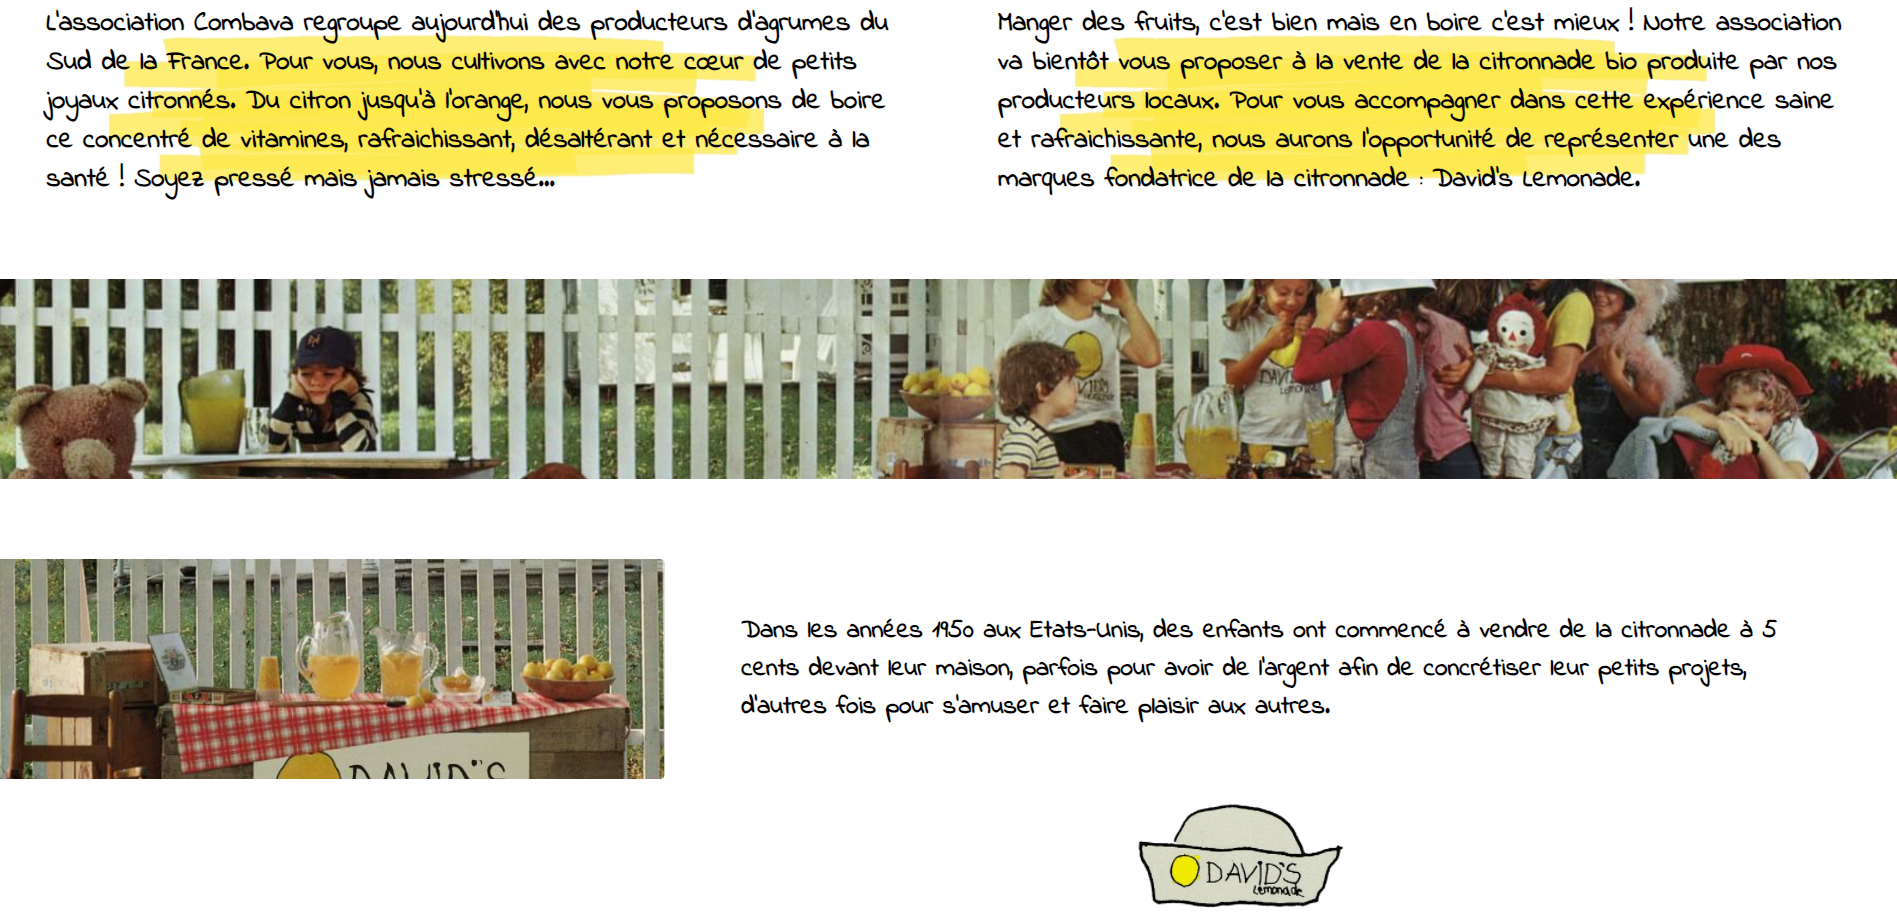 L'association Combava regroupe aujourd'hui des producteurs d'agrumes du
Sud de la France. Pour vous, nous cultivons avec notre cœur de petits
joyaux citronnés. Du citron jusqu'à l'orange, nous vous proposons de boire
ce concentré de vitamines, rafraichissant, désaltérant et nécessaire à la
santé ! Soyez pressé mais jamais stressé...
Manger des fruits, c'est bien mais en boire c'est mieux ! Notre association
va bientôt vous proposer à la vente de la citronnade bio produite par nos
producteurs locaux. Pour vous accompagner dans cette expérience saine
et rafraichissante, nous aurons l'opportunité de représenter une des
marques fondatrice de la citronnade : David's Lemonade.
Dans les années 1950 aux Etats-Unis, des enfants ont commencé à vendre de la citronnade à 5
cents devant leur maison, parfois pour avoir de l'argent afin de concrétiser leur petits projets,
d'autres fois pour s'amuser et faire plaisir aux autres.
DAVID'S
DAVID'S
Lemonade